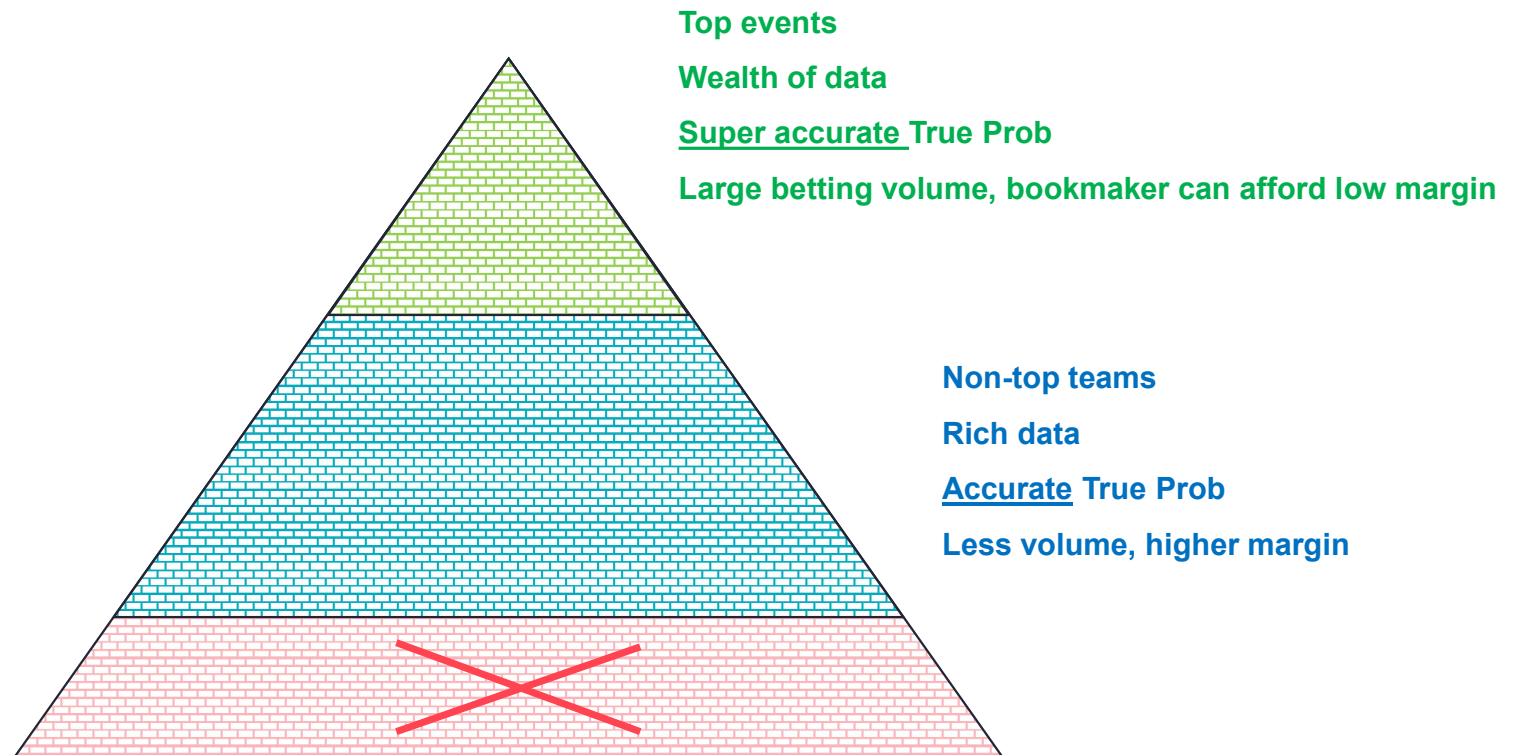 Top events
Wealth of data
Super accurate True Prob
Large betting volume, bookmaker can afford low margin
Non-top teams
Rich data
Accurate True Prob
Less volume, higher margin